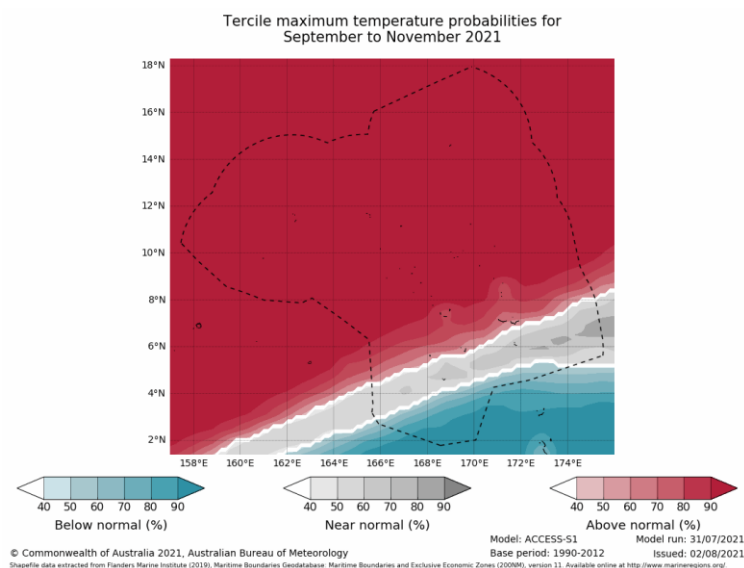 Tercile maximum temperature probabilities for
September to November 2021
18°N
16°N
14°N
12°N
10°N
8°N
6°N
4°N
2°N
158°E 160°E 162°E 164°E 166°E 168°E 170°E 172°E 174°E
40 50 60 70 80 90
Below normal (%)
40 50 60 70 80 90
Near normal (%)
40 50 60 70 80 90
Above normal (%)
Model: ACCESS-S1 Model run: 31/07/2021
© Commonwealth of Australia 2021, Australian Bureau of Meteorology Base period: 1990-2012 Issued: 02/08/2021
Shapefile data extracted from Flanders Marine Institute (2019), Maritime Boundaries Geodatabase: Maritime Boundaries and Exclusive Economic Zones (200NM), version 11. Available online at http://www.marineregions.org/.